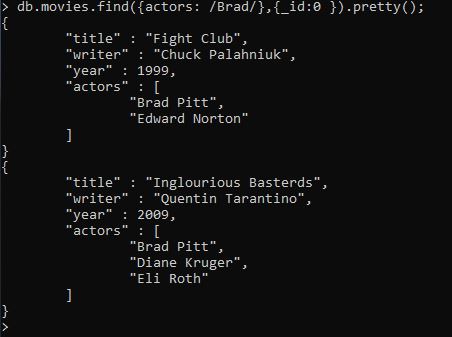 > db.movies.find({actors: /Brad/},{_id:0 }).pretty();
{
        "title" : "Fight Club",
        "writer" : "Chuck Palahniuk",
        "year" : 1999,
        "actors" : [
                "Brad Pitt",
                "Edward Norton"
        ]
}
{
        "title" : "Inglourious Basterds",
        "writer" : "Quentin Tarantino",
        "year" : 2009,
        "actors" : [
                "Brad Pitt",
                "Diane Kruger",
                "Eli Roth"
        ]
}
>